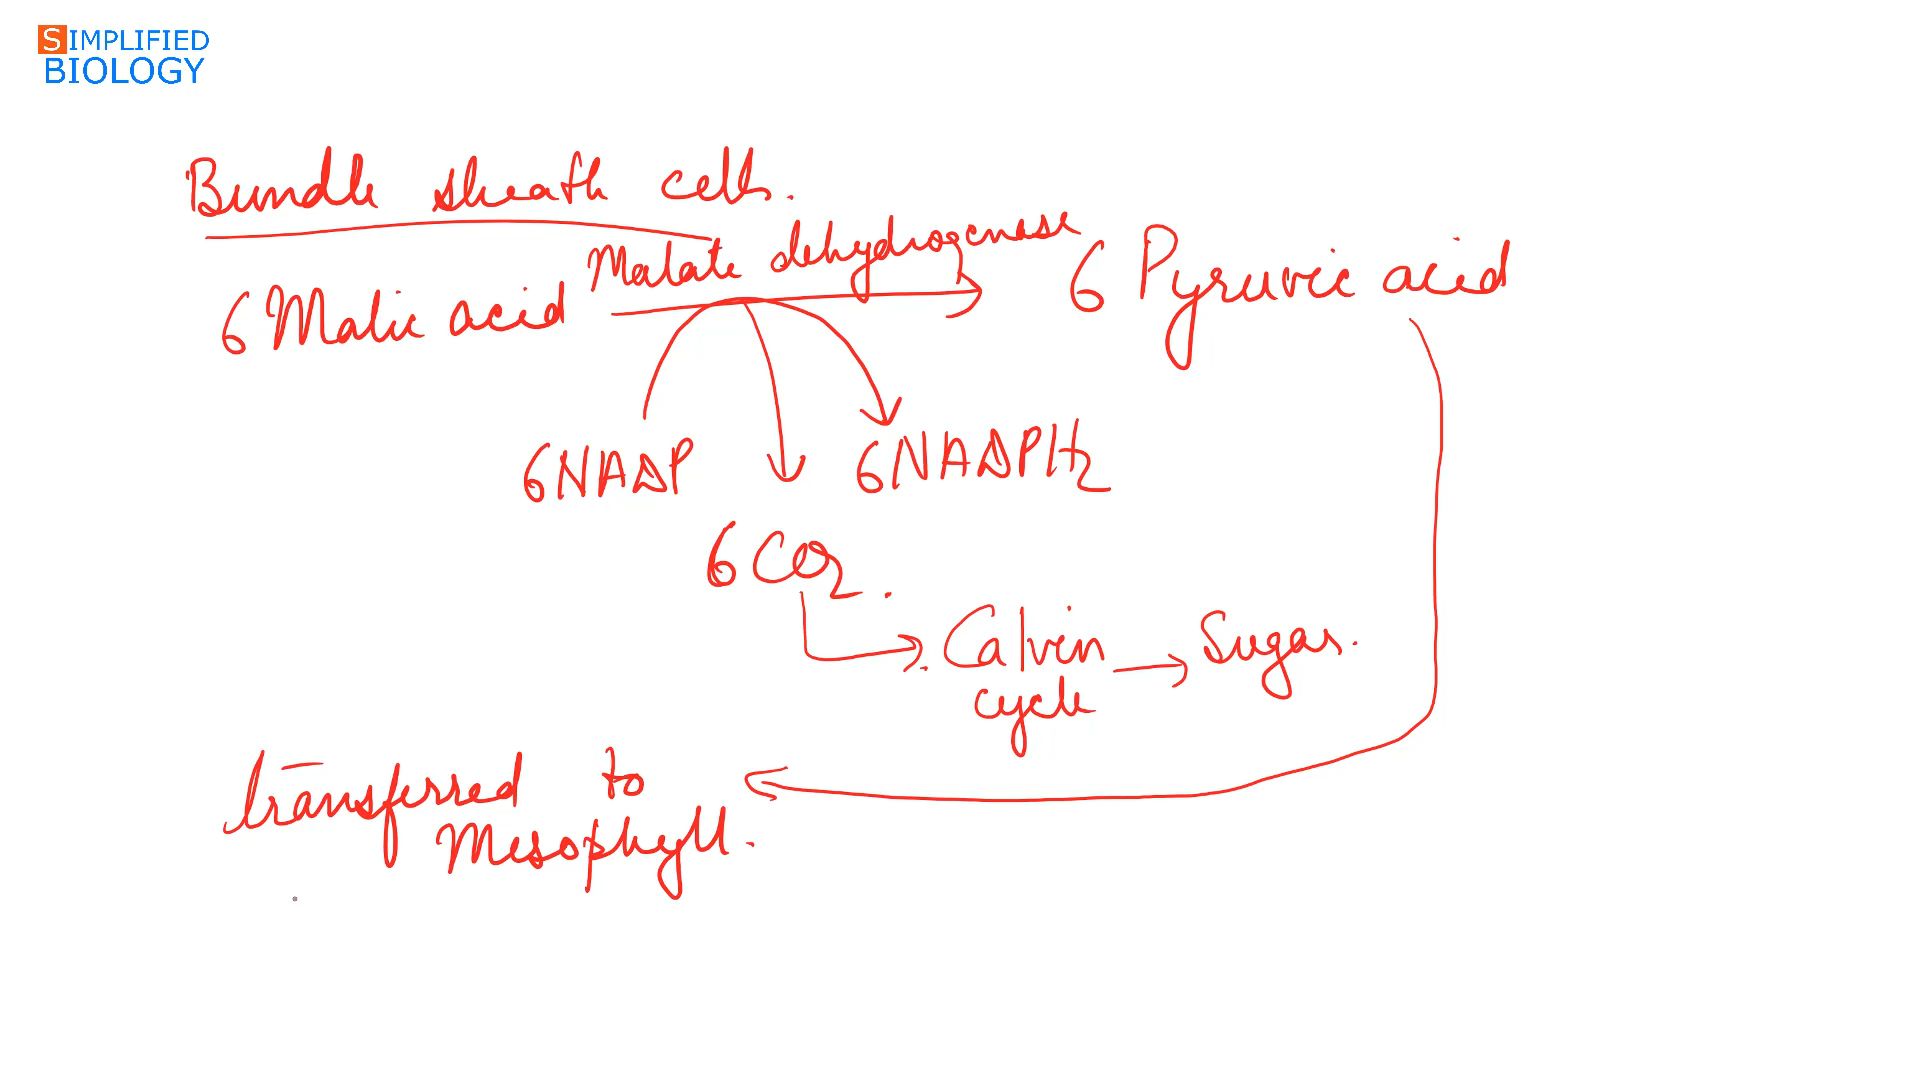 SIMPLIFIED
BIOLOGY
Bundle sheath cells.
6 Malic acid Malate dehydrogenase 6 Pyruvic acid
6NADP 6NADPH2
6CO2.
Calvin cycle Sugar.
transferred to
Mesophyll.